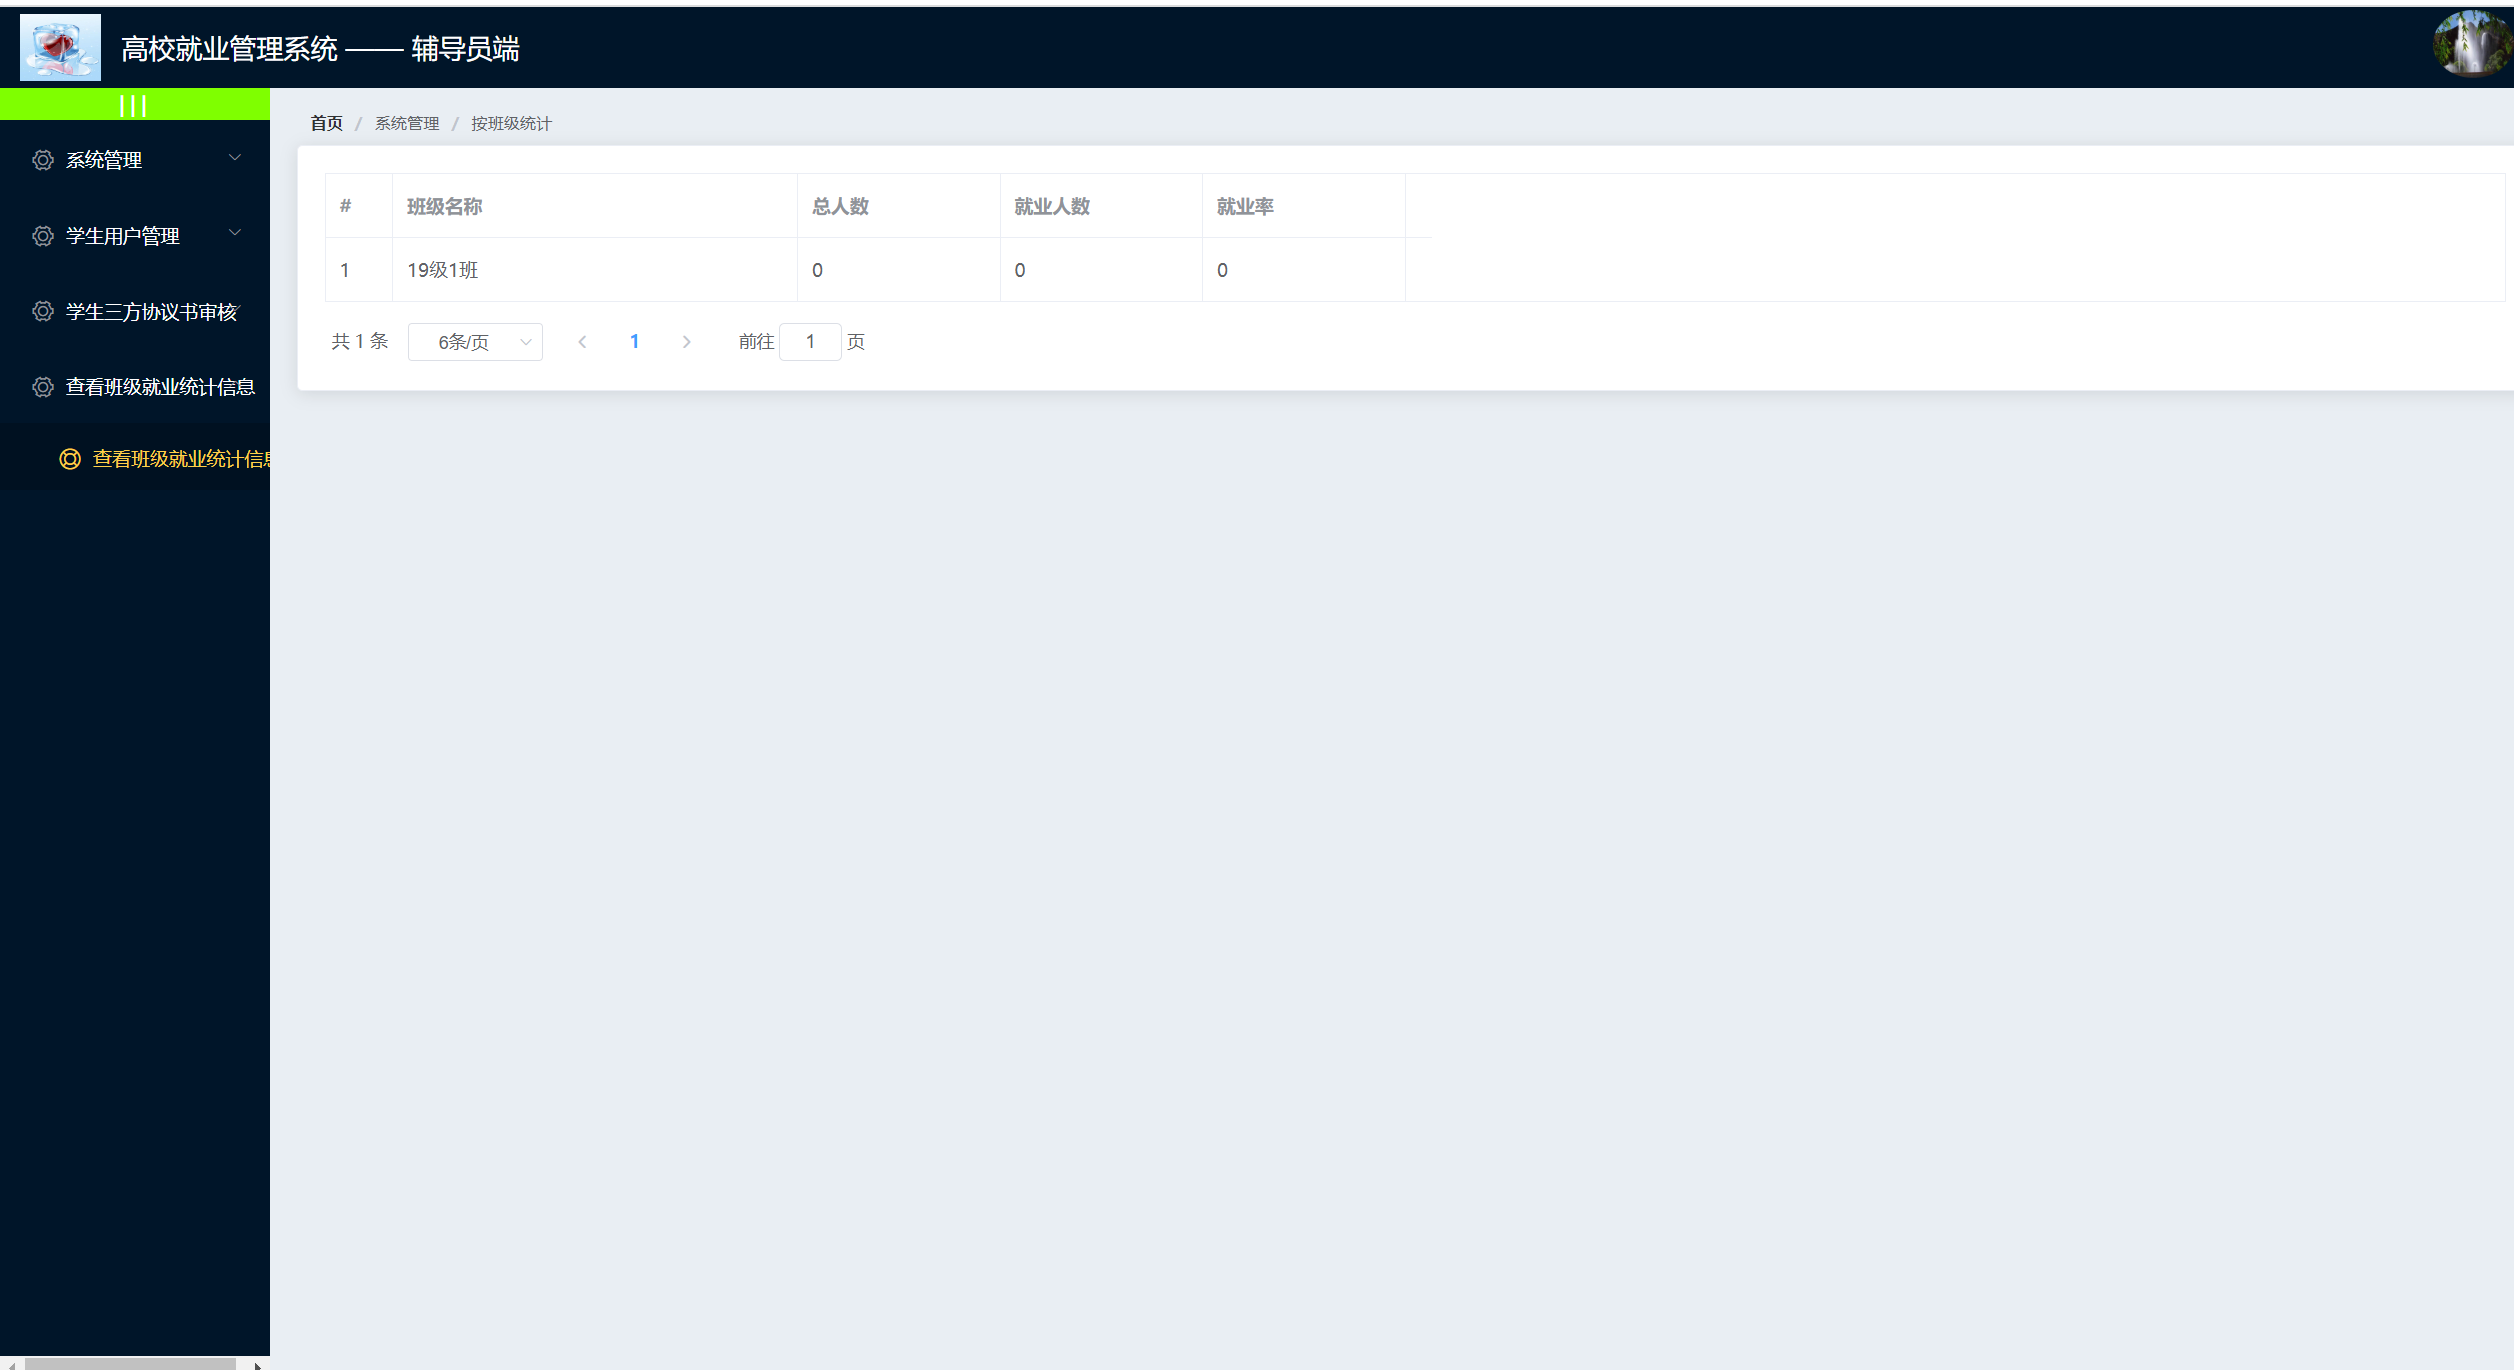 高校就业管理系统 —— 辅导员端
|||
系统管理
学生用户管理
学生三方协议书审核
查看班级就业统计信息
查看班级就业统计信息
首页 / 系统管理 / 按班级统计
# 班级名称 总人数 就业人数 就业率
1 19级1班 0 0 0
共 1 条 6条/页 1 前往 1 页